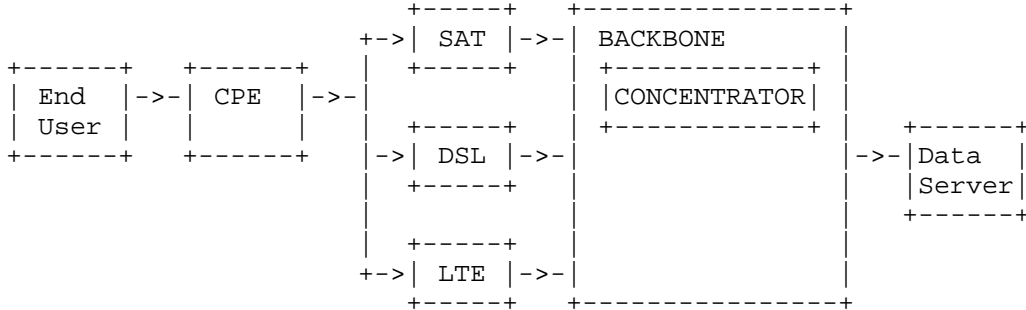 SAT BACKBONE
End CPE CONCENTRATOR
User
DSL Data
Server
LTE